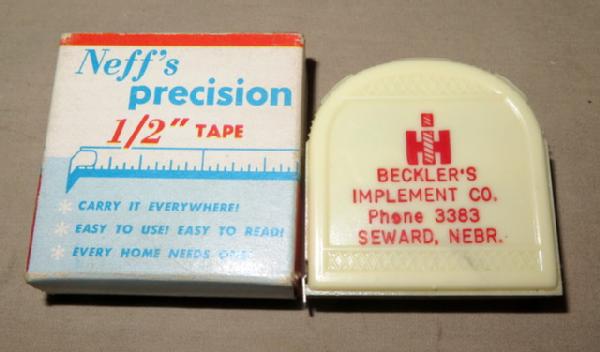 Neff's
precision
1/2" TAPE
* CARRY IT EVERYWHERE!
* EASY TO USE! EASY TO READ!
* EVERY HOME NEEDS ONE!
IH
BECKLER'S
IMPLEMENT CO.
Phone 3383
SEWARD, NEBR.